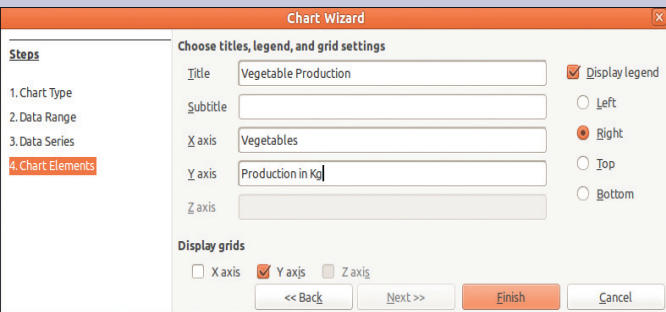 Chart Wizard
Steps
1. Chart Type
2. Data Range
3. Data Series
4. Chart Elements
Choose titles, legend, and grid settings
Title Vegetable Production
Subtitle
X axis Vegetables
Y axis Production in Kg
Z axis
Display legend
Left
Right
Top
Bottom
Display grids
X axis Y axis Z axis
<< Back Next >> Finish Cancel